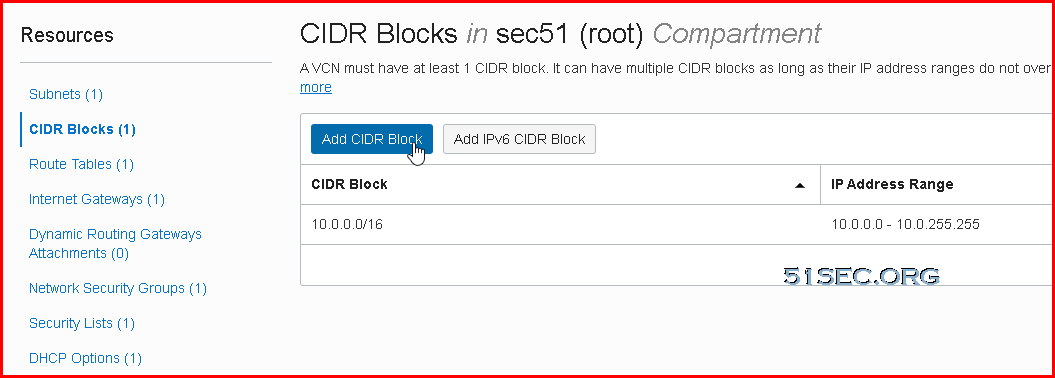 Resources
Subnets (1)
CIDR Blocks (1)
Route Tables (1)
Internet Gateways (1)
Dynamic Routing Gateways
Attachments (0)
Network Security Groups (1)
Security Lists (1)
DHCP Options (1)
CIDR Blocks in sec51 (root) Compartment
A VCN must have at least 1 CIDR block. It can have multiple CIDR blocks as long as their IP address ranges do not over
more
Add CIDR Block Add IPv6 CIDR Block
CIDR Block IP Address Range
10.0.0.0/16 10.0.0.0 - 10.0.255.255
51SEC.ORG